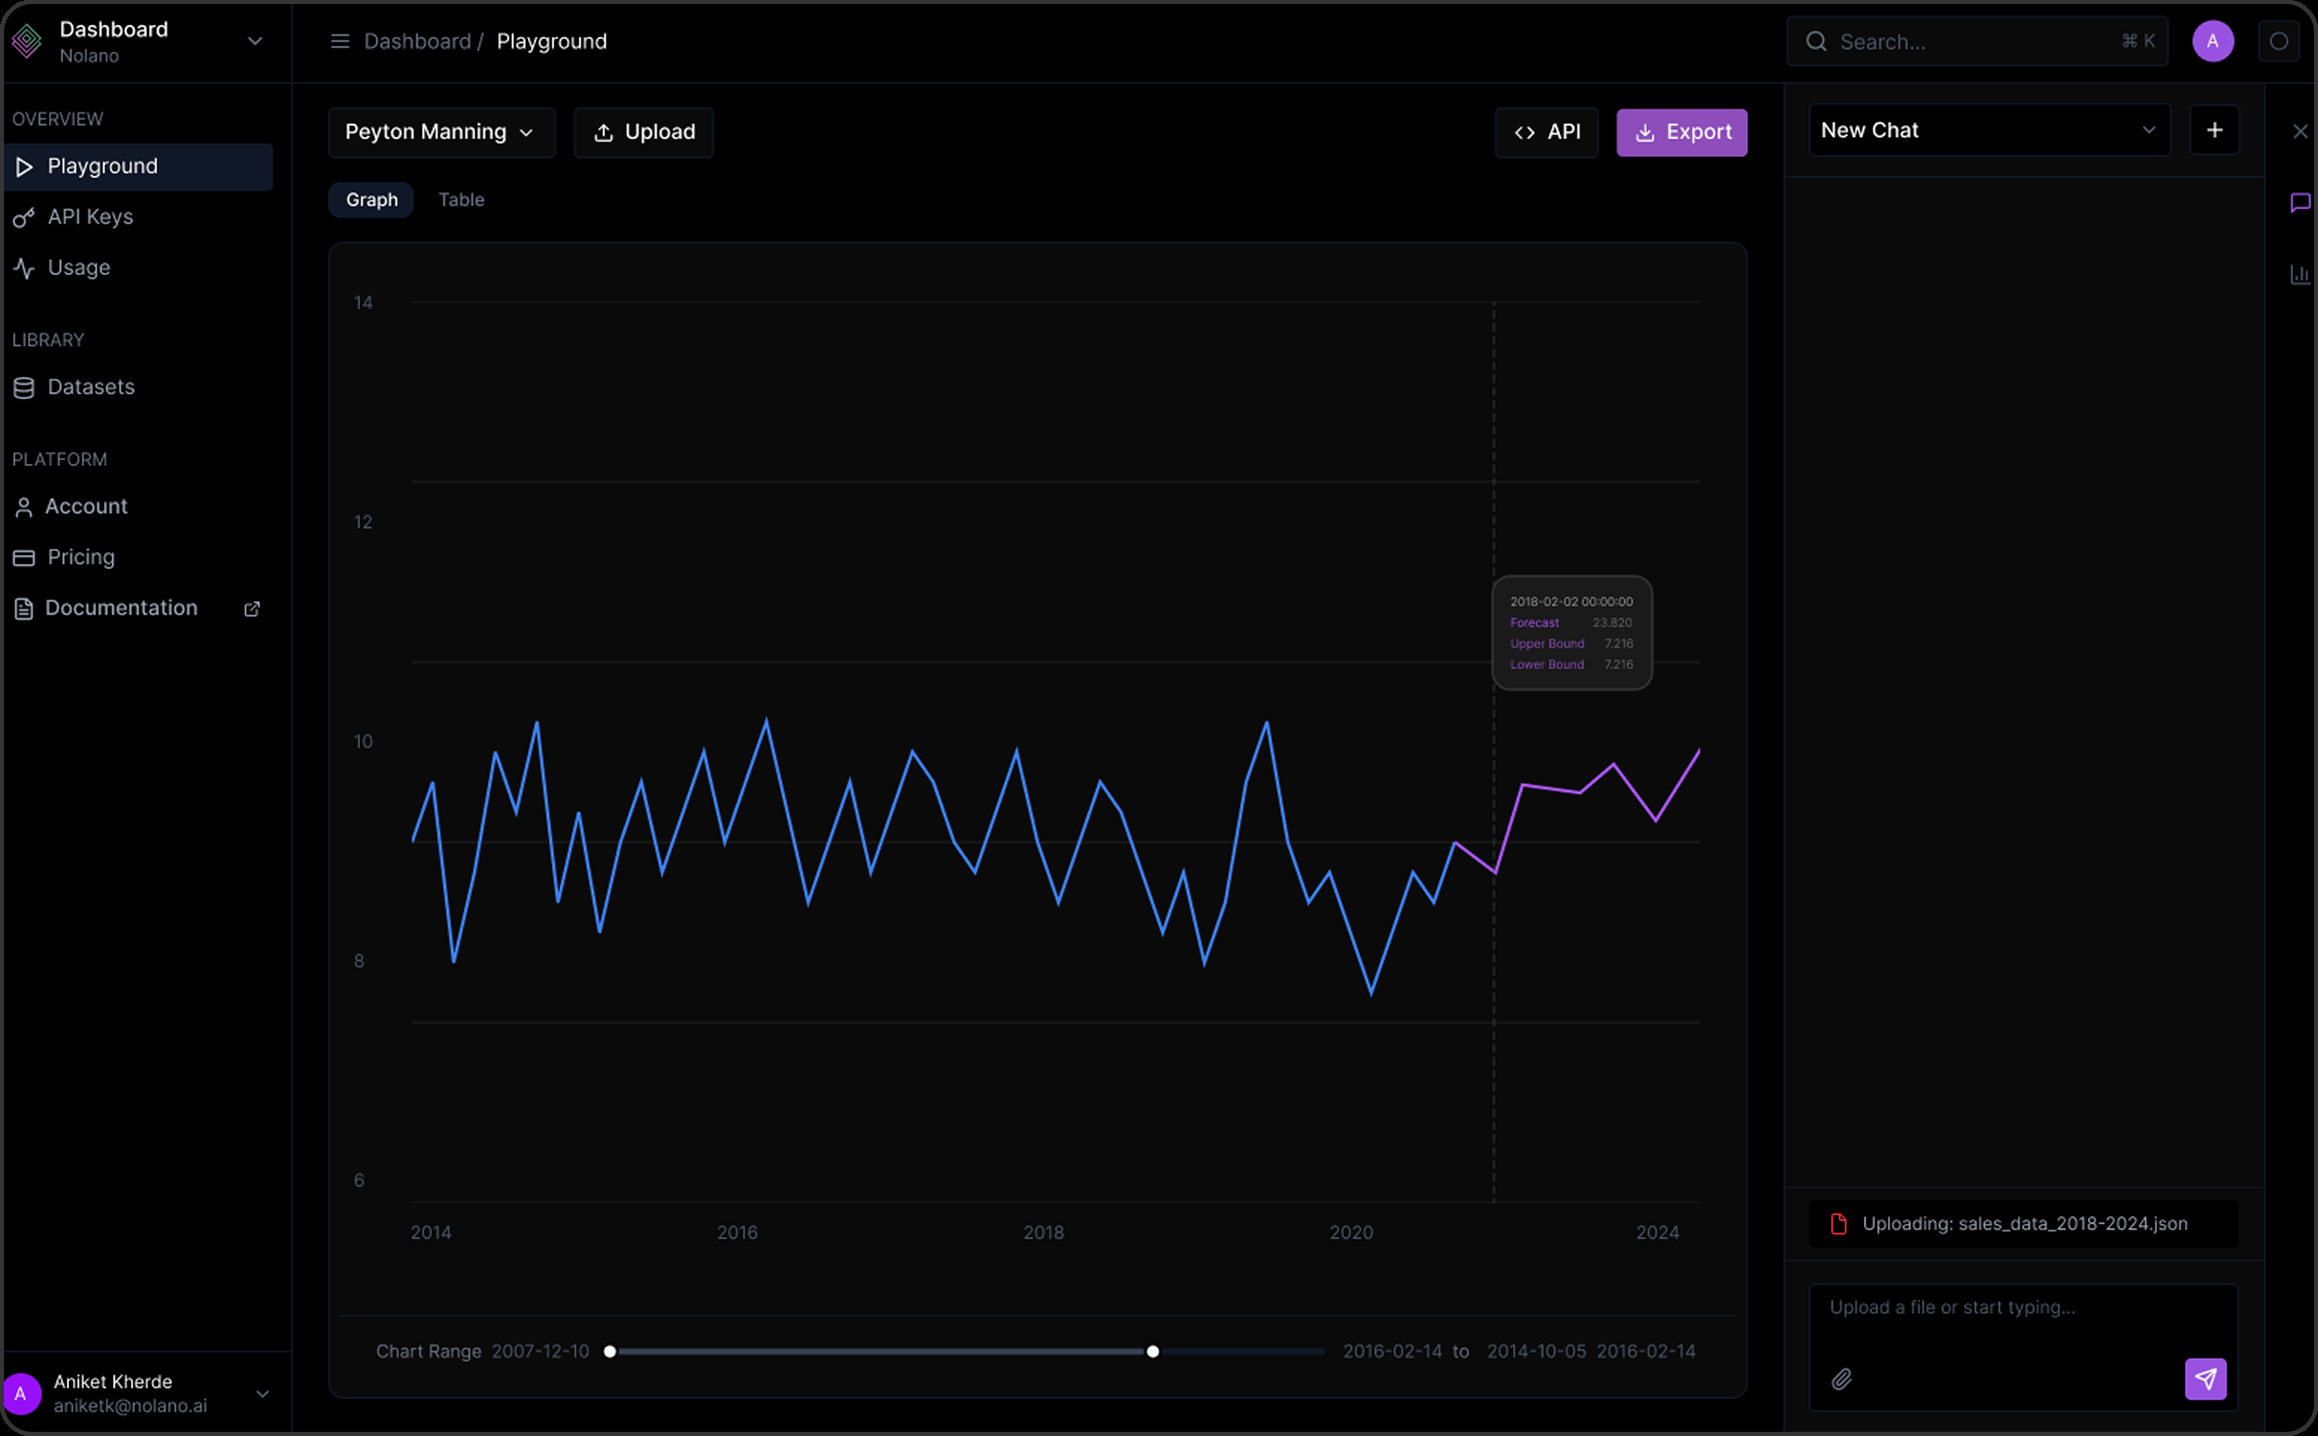 Dashboard
Nolano
OVERVIEW
Playground
API Keys
Usage
LIBRARY
Datasets
PLATFORM
Account
Pricing
Documentation
A
Aniket Kherde
aniketk@nolano.ai
Dashboard / Playground
Search... ⌘ K
A
Peyton Manning
Upload
<> API
Export
Graph
Table
14
12
10
8
6
2014 2016 2018 2020 2024
2018-02-02 00:00:00
Forecast 23.820
Upper Bound 7.216
Lower Bound 7.216
Chart Range 2007-12-10 2016-02-14 to 2014-10-05 2016-02-14
New Chat
Uploading: sales_data_2018-2024.json
Upload a file or start typing...